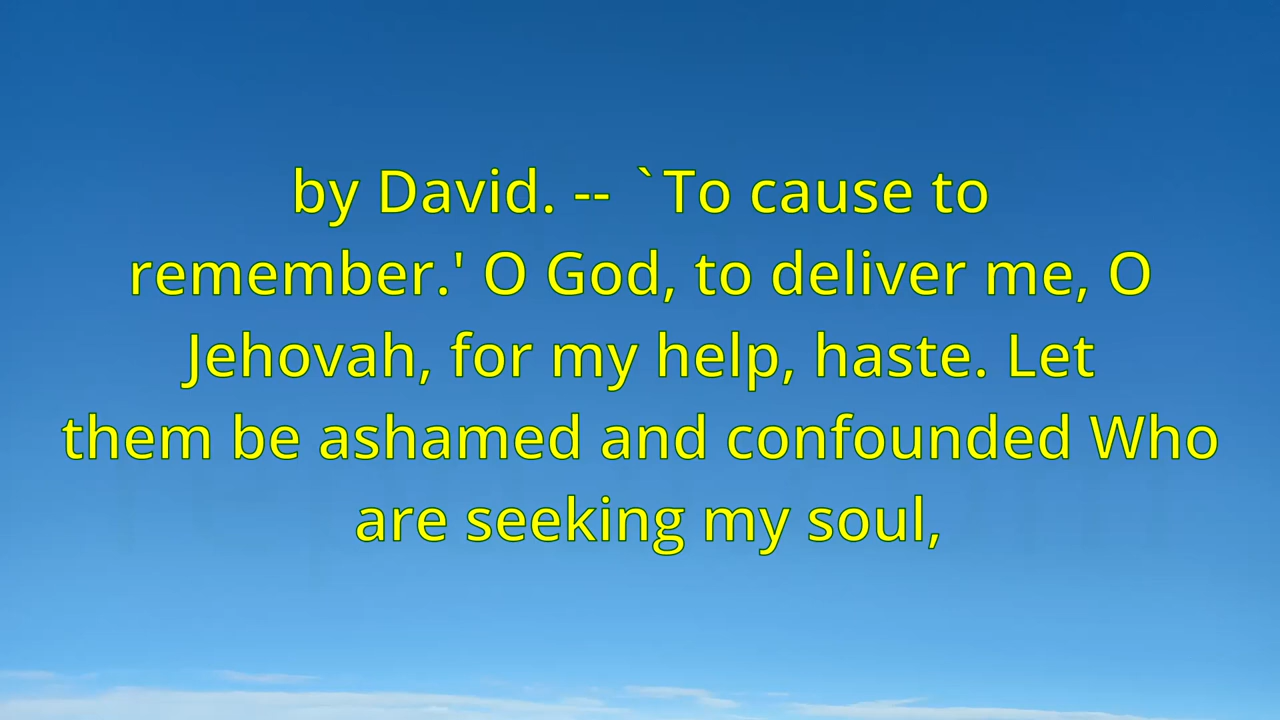 by David. -- `To cause to
remember.' O God, to deliver me, O
Jehovah, for my help, haste. Let
them be ashamed and confounded Who
are seeking my soul,